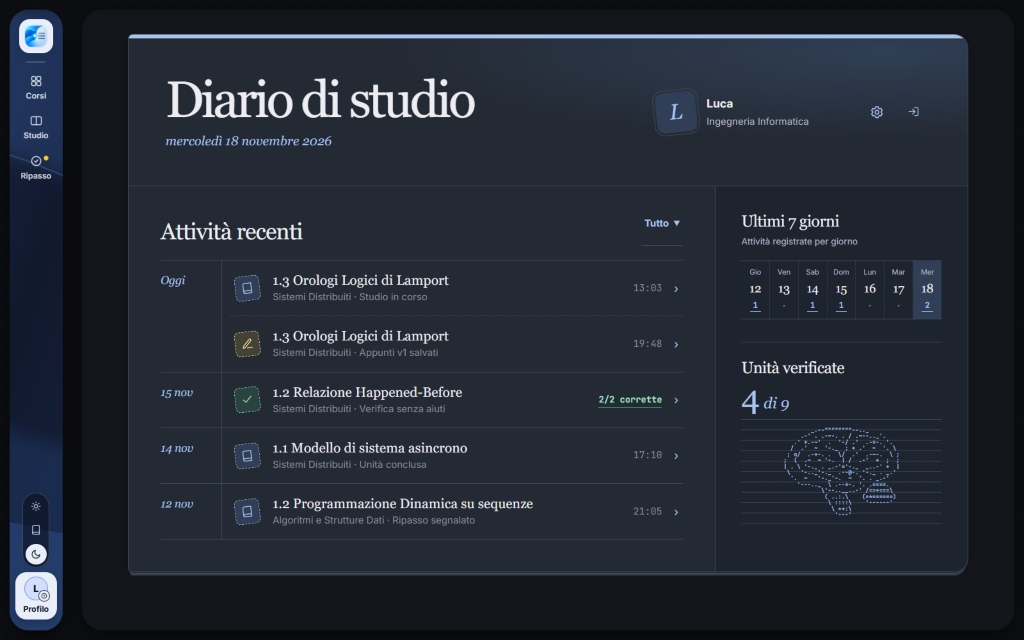 Corsi
Studio
Ripasso
L
Profilo
Diario di studio
mercoledì 18 novembre 2026
L
Luca
Ingegneria Informatica
Attività recenti
Tutto ▼
Oggi
1.3 Orologi Logici di Lamport
Sistemi Distribuiti · Studio in corso
13:03
1.3 Orologi Logici di Lamport
Sistemi Distribuiti · Appunti v1 salvati
19:48
15 nov
1.2 Relazione Happened-Before
Sistemi Distribuiti · Verifica senza aiuti
2/2 corrette
14 nov
1.1 Modello di sistema asincrono
Sistemi Distribuiti · Unità conclusa
17:10
12 nov
1.2 Programmazione Dinamica su sequenze
Algoritmi e Strutture Dati · Ripasso segnalato
21:05
Ultimi 7 giorni
Attività registrate per giorno
Gio Ven Sab Dom Lun Mar Mer
12 13 14 15 16 17 18
1 · 1 1 · · 2
Unità verificate
4 di 9